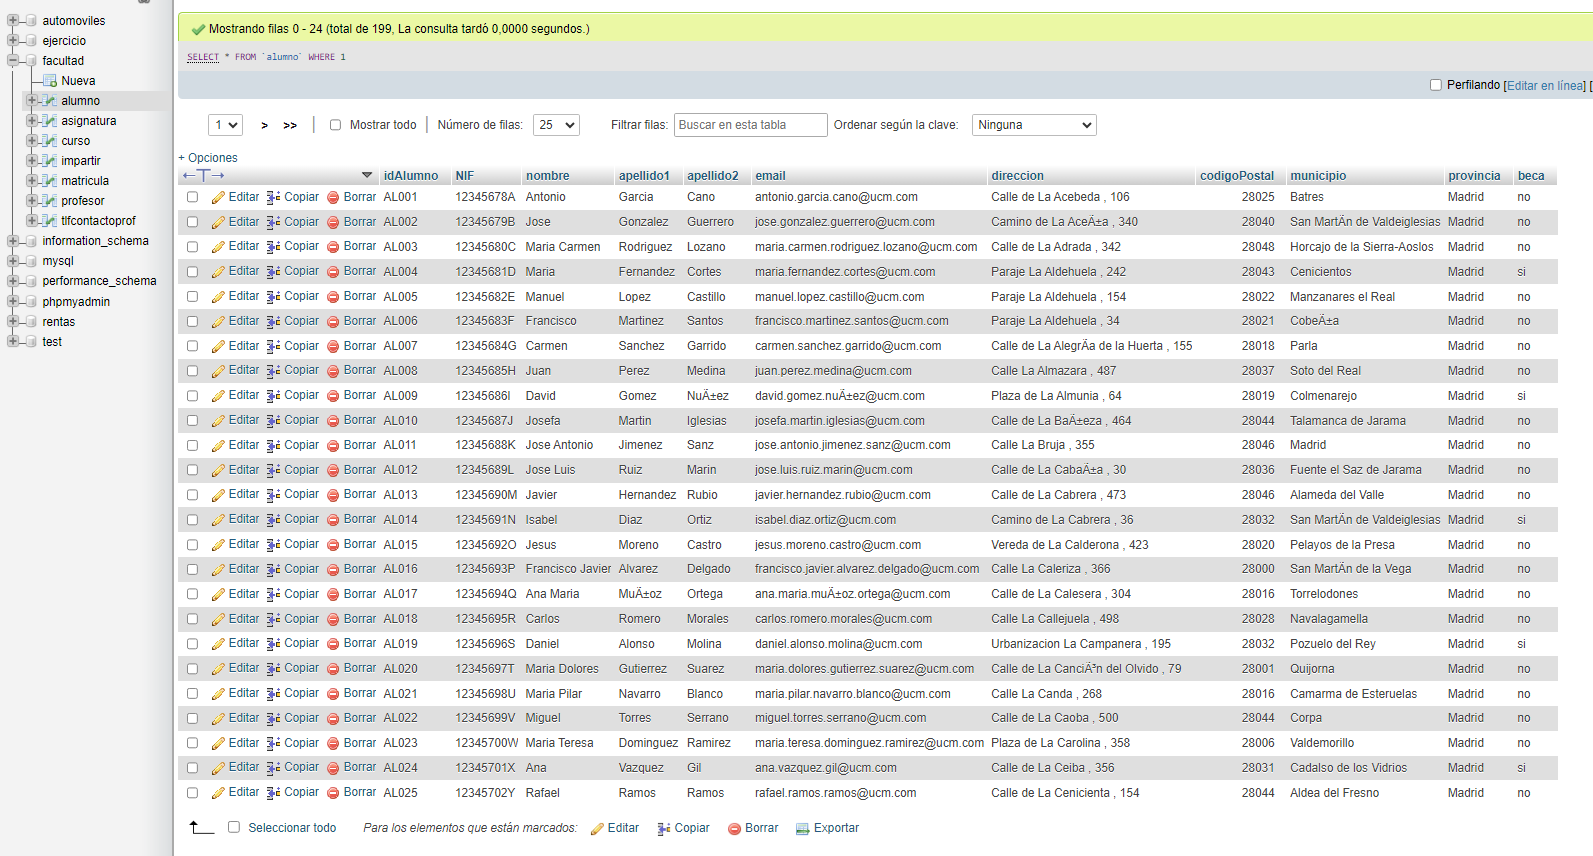 automoviles
ejercicio
facultad
Nueva
alumno
asignatura
curso
impartir
matricula
profesor
tlfcontactoprof
information_schema
mysql
performance_schema
phpmyadmin
rentas
test
Mostrando filas 0 - 24 (total de 199, La consulta tardó 0,0000 segundos.)
SELECT * FROM `alumno` WHERE 1
Perfilando [Editar en línea] [
1 > >> | Mostrar todo | Número de filas: 25 Filtrar filas: Buscar en esta tabla Ordenar según la clave: Ninguna
+ Opciones
←T→ idAlumno NIF nombre apellido1 apellido2 email direccion codigoPostal municipio provincia beca
Editar Copiar Borrar AL001 12345678A Antonio Garcia Cano antonio.garcia.cano@ucm.com Calle de La Acebeda , 106 28025 Batres Madrid no
Editar Copiar Borrar AL002 12345679B Jose Gonzalez Guerrero jose.gonzalez.guerrero@ucm.com Camino de La AceÃ±a , 340 28040 San MartÃn de Valdeiglesias Madrid no
Editar Copiar Borrar AL003 12345680C Maria Carmen Rodriguez Lozano maria.carmen.rodriguez.lozano@ucm.com Calle de La Adrada , 342 28048 Horcajo de la Sierra-Aoslos Madrid no
Editar Copiar Borrar AL004 12345681D Maria Fernandez Cortes maria.fernandez.cortes@ucm.com Paraje La Aldehuela , 242 28043 Cenicientos Madrid si
Editar Copiar Borrar AL005 12345682E Manuel Lopez Castillo manuel.lopez.castillo@ucm.com Paraje La Aldehuela , 154 28022 Manzanares el Real Madrid no
Editar Copiar Borrar AL006 12345683F Francisco Martinez Santos francisco.martinez.santos@ucm.com Paraje La Aldehuela , 34 28021 CobeÃ±a Madrid no
Editar Copiar Borrar AL007 12345684G Carmen Sanchez Garrido carmen.sanchez.garrido@ucm.com Calle de La AlegrÃa de la Huerta , 155 28018 Parla Madrid no
Editar Copiar Borrar AL008 12345685H Juan Perez Medina juan.perez.medina@ucm.com Calle La Almazara , 487 28037 Soto del Real Madrid no
Editar Copiar Borrar AL009 12345686I David Gomez NuÃ±ez david.gomez.nuÃ±ez@ucm.com Plaza de La Almunia , 64 28019 Colmenarejo Madrid si
Editar Copiar Borrar AL010 12345687J Josefa Martin Iglesias josefa.martin.iglesias@ucm.com Calle de La BaÃ±eza , 464 28044 Talamanca de Jarama Madrid no
Editar Copiar Borrar AL011 12345688K Jose Antonio Jimenez Sanz jose.antonio.jimenez.sanz@ucm.com Calle La Bruja , 355 28046 Madrid Madrid no
Editar Copiar Borrar AL012 12345689L Jose Luis Ruiz Marin jose.luis.ruiz.marin@ucm.com Calle de La CabaÃ±a , 30 28036 Fuente el Saz de Jarama Madrid no
Editar Copiar Borrar AL013 12345690M Javier Hernandez Rubio javier.hernandez.rubio@ucm.com Calle de La Cabrera , 473 28046 Alameda del Valle Madrid no
Editar Copiar Borrar AL014 12345691N Isabel Diaz Ortiz isabel.diaz.ortiz@ucm.com Camino de La Cabrera , 36 28032 San MartÃn de Valdeiglesias Madrid si
Editar Copiar Borrar AL015 12345692O Jesus Moreno Castro jesus.moreno.castro@ucm.com Vereda de La Calderona , 423 28020 Pelayos de la Presa Madrid no
Editar Copiar Borrar AL016 12345693P Francisco Javier Alvarez Delgado francisco.javier.alvarez.delgado@ucm.com Calle La Caleriza , 366 28000 San MartÃn de la Vega Madrid no
Editar Copiar Borrar AL017 12345694Q Ana Maria MuÃ±oz Ortega ana.maria.muÃ±oz.ortega@ucm.com Calle de La Calesera , 304 28016 Torrelodones Madrid no
Editar Copiar Borrar AL018 12345695R Carlos Romero Morales carlos.romero.morales@ucm.com Calle La Callejuela , 498 28028 Navalagamella Madrid no
Editar Copiar Borrar AL019 12345696S Daniel Alonso Molina daniel.alonso.molina@ucm.com Urbanizacion La Campanera , 195 28032 Pozuelo del Rey Madrid si
Editar Copiar Borrar AL020 12345697T Maria Dolores Gutierrez Suarez maria.dolores.gutierrez.suarez@ucm.com Calle de La CanciÃ³n del Olvido , 79 28001 Quijorna Madrid no
Editar Copiar Borrar AL021 12345698U Maria Pilar Navarro Blanco maria.pilar.navarro.blanco@ucm.com Calle La Canda , 268 28016 Camarma de Esteruelas Madrid no
Editar Copiar Borrar AL022 12345699V Miguel Torres Serrano miguel.torres.serrano@ucm.com Calle de La Caoba , 500 28044 Corpa Madrid no
Editar Copiar Borrar AL023 12345700W Maria Teresa Dominguez Ramirez maria.teresa.dominguez.ramirez@ucm.com Plaza de La Carolina , 358 28006 Valdemorillo Madrid no
Editar Copiar Borrar AL024 12345701X Ana Vazquez Gil ana.vazquez.gil@ucm.com Calle de La Ceiba , 356 28031 Cadalso de los Vidrios Madrid si
Editar Copiar Borrar AL025 12345702Y Rafael Ramos Ramos rafael.ramos.ramos@ucm.com Calle de La Cenicienta , 154 28044 Aldea del Fresno Madrid no
Seleccionar todo Para los elementos que están marcados: Editar Copiar Borrar Exportar